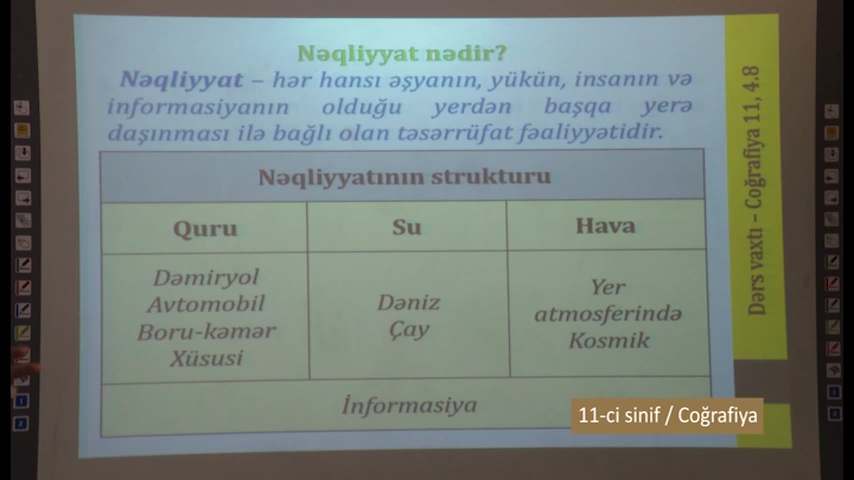 Nəqliyyat nədir?
Nəqliyyat – hər hansı əşyanın, yükün, insanın və
informasiyanın olduğu yerdən başqa yerə
daşınması ilə bağlı olan təsərrüfat fəaliyyətidir.
Nəqliyyatının strukturu
Quru
Su
Hava
Dəmiryol
Avtomobil
Boru-kəmər
Xüsusi
Dəniz
Çay
Yer
atmosferində
Kosmik
İnformasiya
Dərs vaxtı – Coğrafiya 11, 4.8
11-ci sinif / Coğrafiya